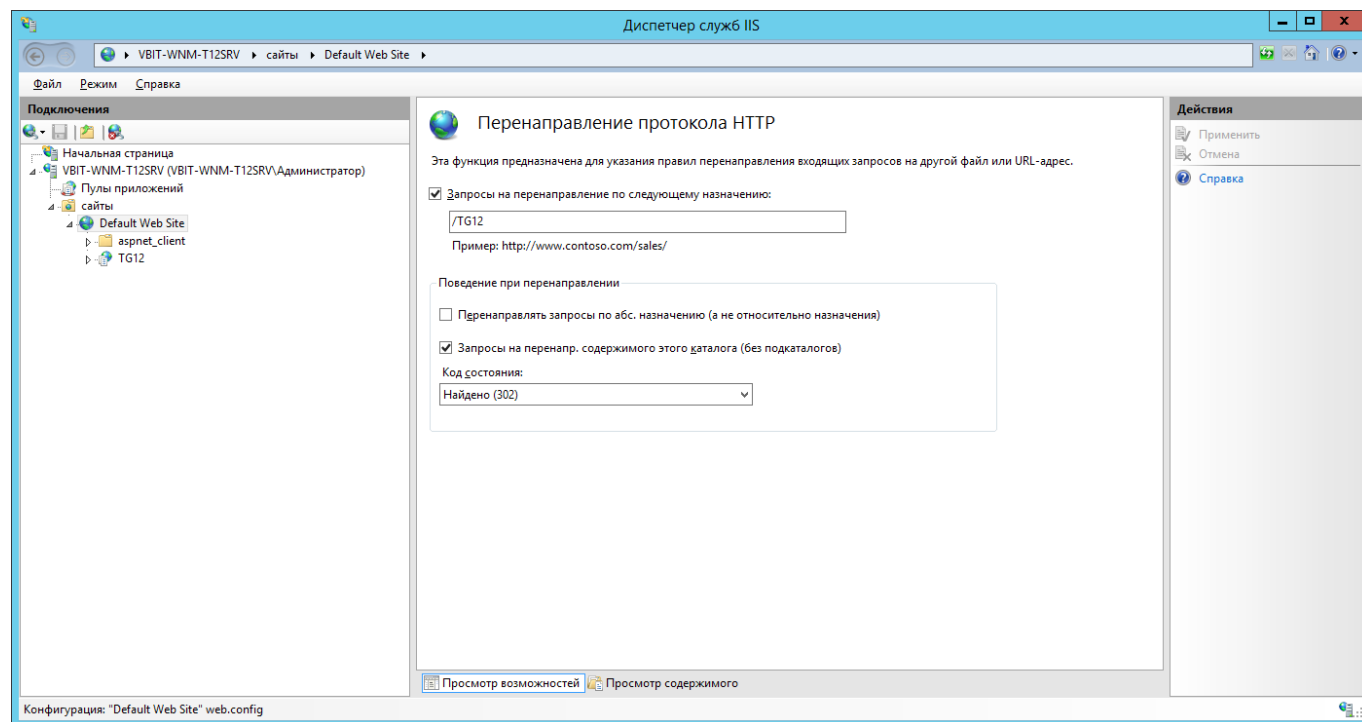 Диспетчер служб IIS
VBIT-WNM-T12SRV сайты Default Web Site
Файл Режим Справка
Подключения
Начальная страница
VBIT-WNM-T12SRV (VBIT-WNM-T12SRV\Администратор)
Пулы приложений
сайты
Default Web Site
aspnet_client
TG12
Перенаправление протокола HTTP
Эта функция предназначена для указания правил перенаправления входящих запросов на другой файл или URL-адрес.
Запросы на перенаправление по следующему назначению:
/TG12
Пример: http://www.contoso.com/sales/
Поведение при перенаправлении
Перенаправлять запросы по абс. назначению (а не относительно назначения)
Запросы на перенапр. содержимого этого каталога (без подкаталогов)
Код состояния:
Найдено (302)
Просмотр возможностей Просмотр содержимого
Действия
Применить
Отмена
Справка
Конфигурация: "Default Web Site" web.config